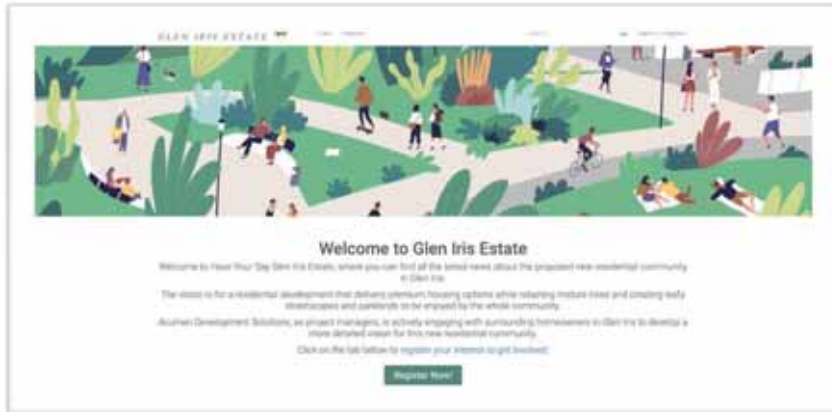 GLEN IRIS ESTATE
Welcome to Glen Iris Estate
Welcome to Have Your Say Glen Iris Estate, where you can find all the latest news about the proposed new residential community
in Glen Iris.
The vision is for a residential development that delivers premium housing options while retaining mature trees and creating leafy
streetscapes and parklands to be enjoyed by the whole community.
Acumen Development Solutions, as project managers, is actively engaging with surrounding homeowners in Glen Iris to develop a
more detailed vision for this new residential community.
Click on the tab below to register your interest to get involved!
Register Now!